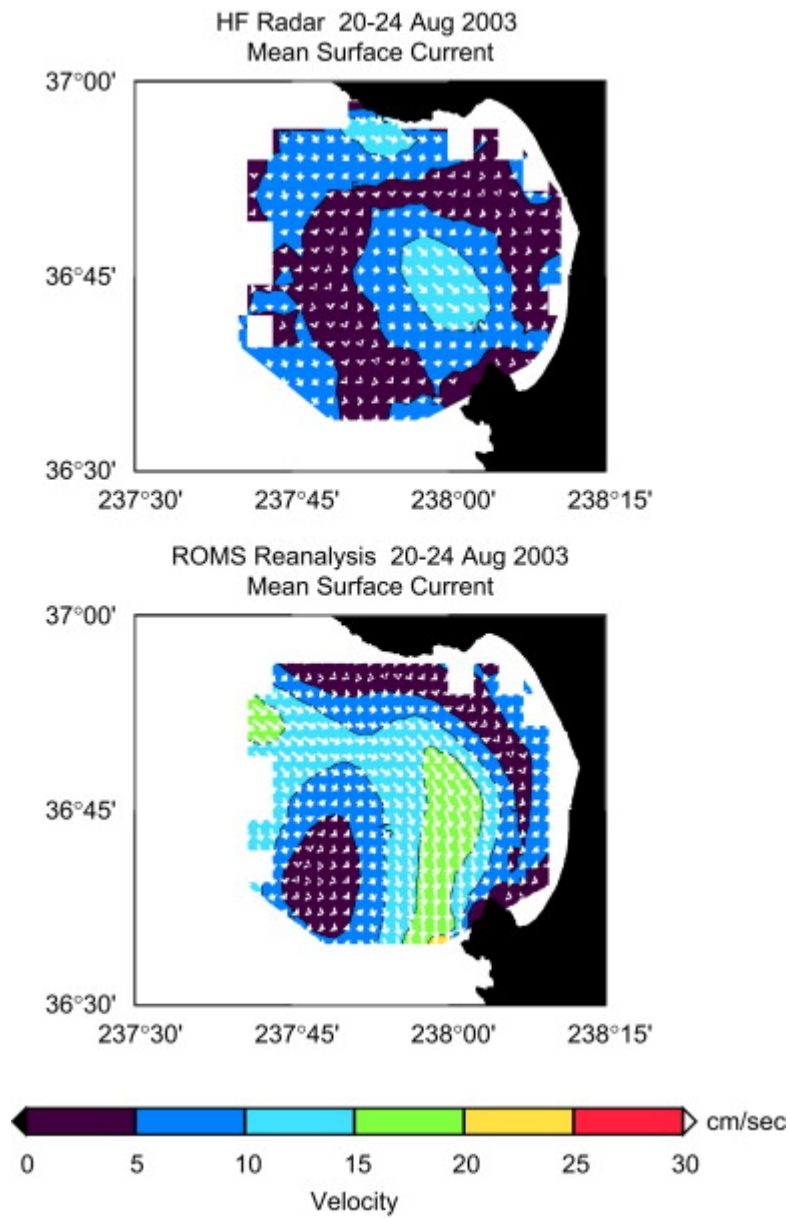 HF Radar 20-24 Aug 2003
Mean Surface Current
37°00'
36°45'
36°30'
237°30' 237°45' 238°00' 238°15'
ROMS Reanalysis 20-24 Aug 2003
Mean Surface Current
37°00'
36°45'
36°30'
237°30' 237°45' 238°00' 238°15'
cm/sec
0 5 10 15 20 25 30
Velocity